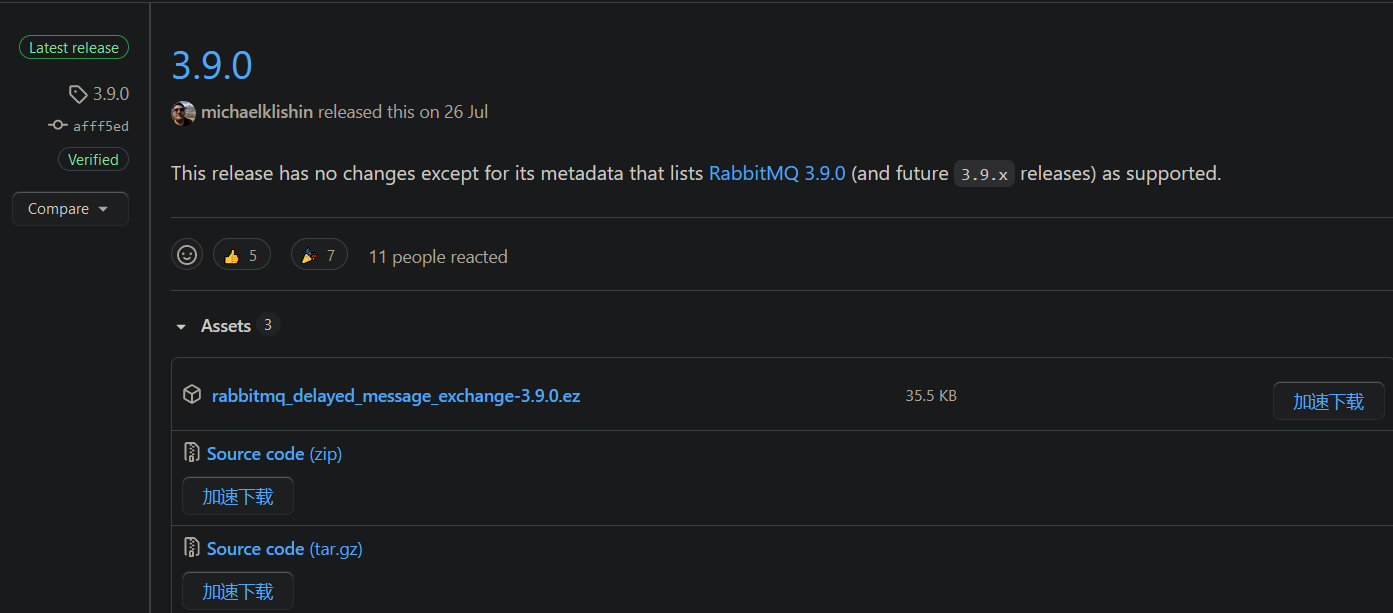 Latest release
3.9.0
afff5ed
Verified
Compare
3.9.0
michaelklishin released this on 26 Jul
This release has no changes except for its metadata that lists RabbitMQ 3.9.0 (and future 3.9.x releases) as supported.
5 7 11 people reacted
Assets 3
rabbitmq_delayed_message_exchange-3.9.0.ez 35.5 KB 加速下载
Source code (zip)
加速下载
Source code (tar.gz)
加速下载